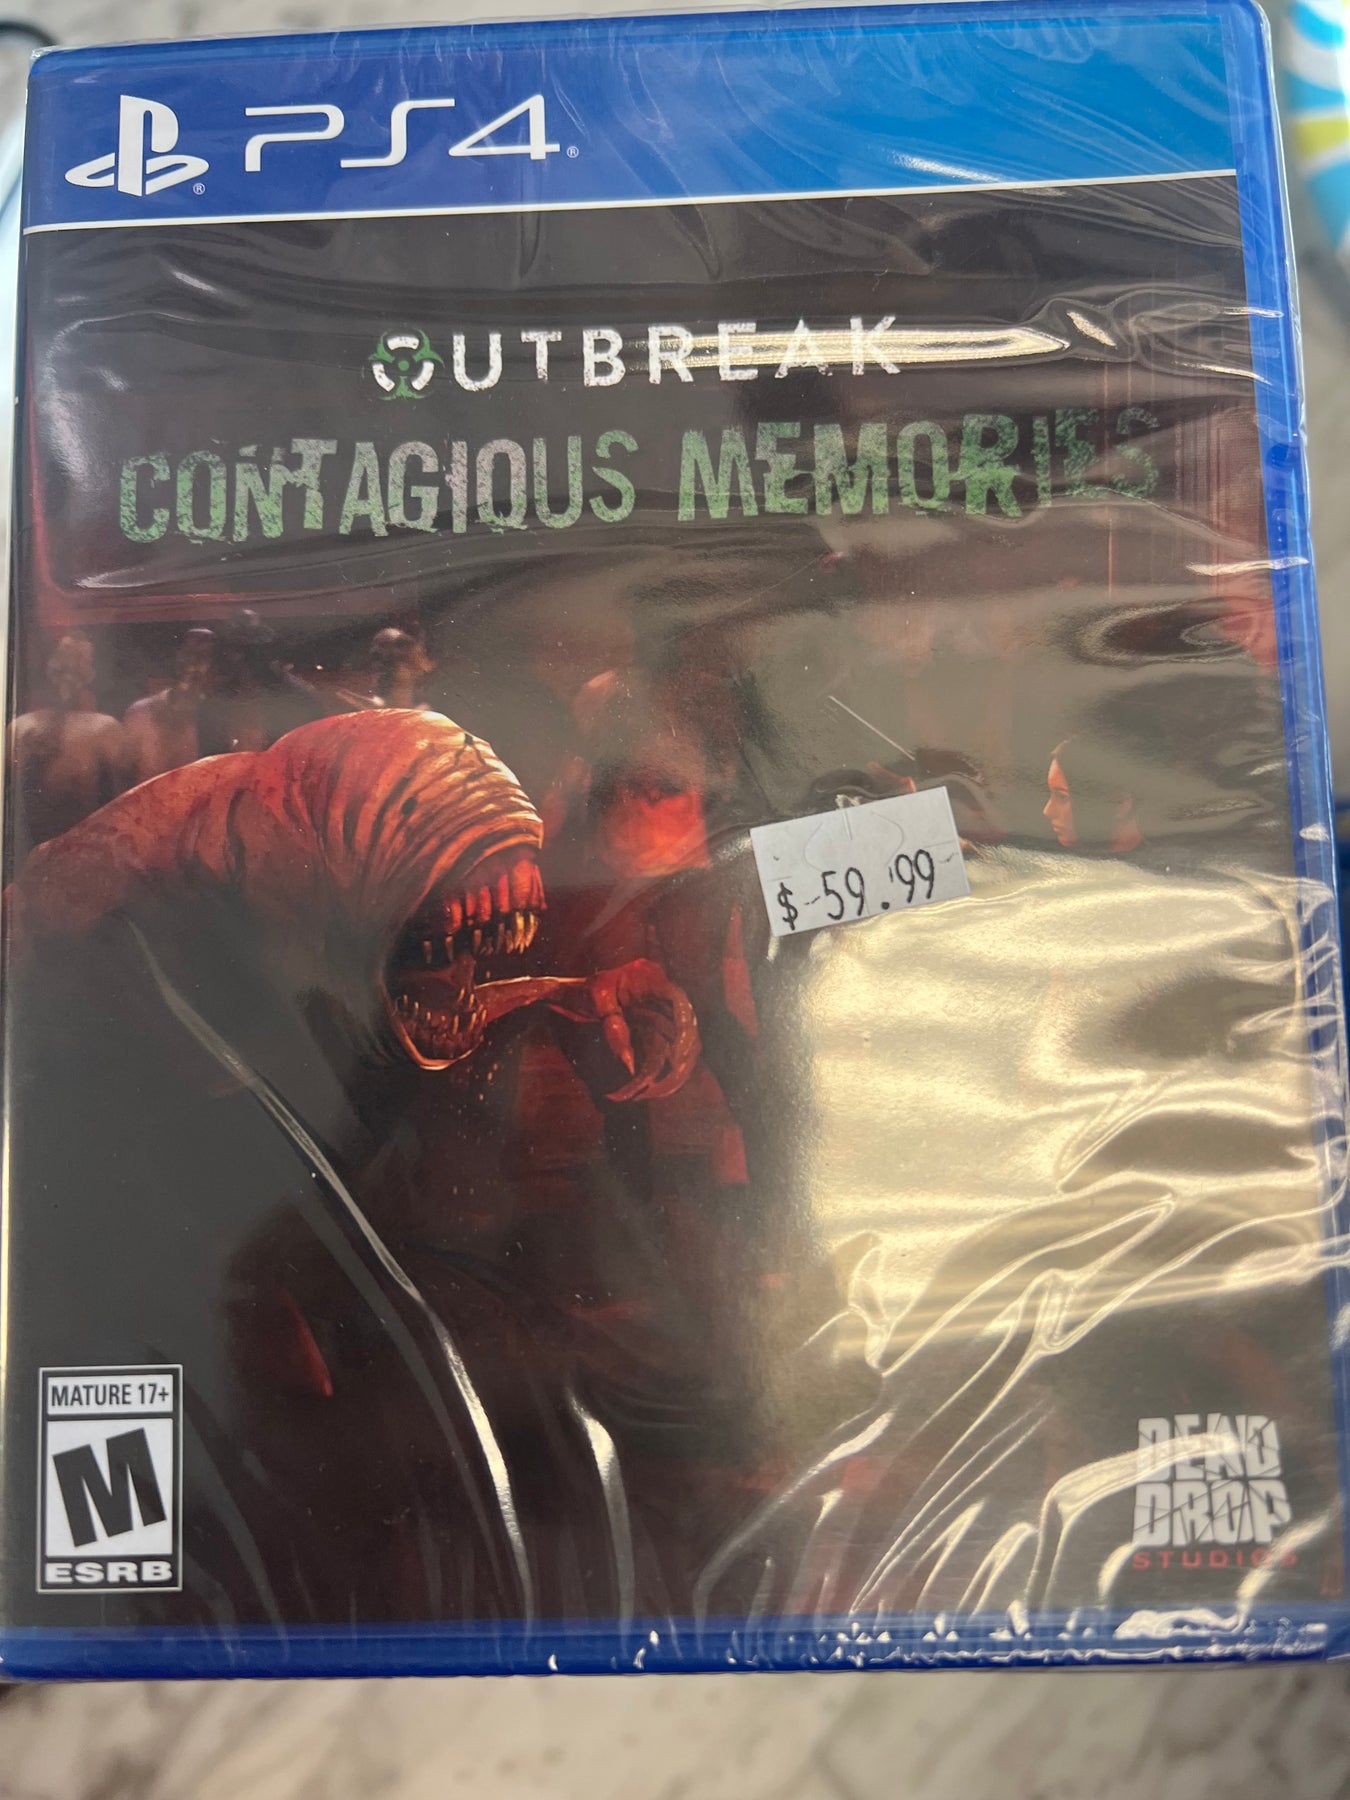 PS4
OUTBREAK
CONTAGIOUS MEMORIES
$ 59.99
MATURE 17+
M
ESRB
DEAD
DROP
STUDIOS